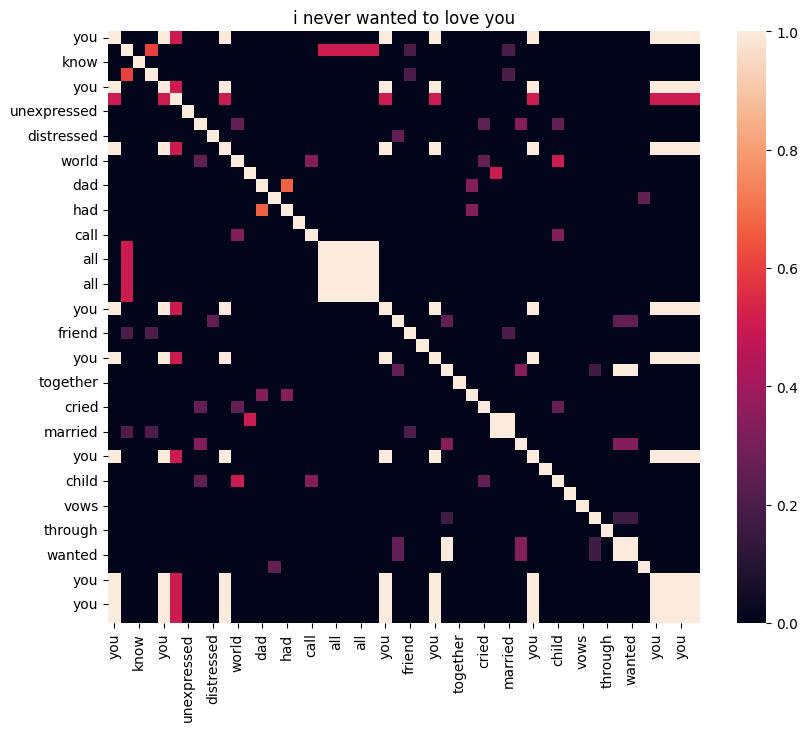 i never wanted to love you
you
know
you
unexpressed
distressed
world
dad
had
call
all
all
you
friend
you
together
cried
married
you
child
vows
through
wanted
you
you
1.0
0.8
0.6
0.4
0.2
0.0
you
know
you
unexpressed
distressed
world
dad
had
call
all
all
you
friend
you
together
cried
married
you
child
vows
through
wanted
you
you